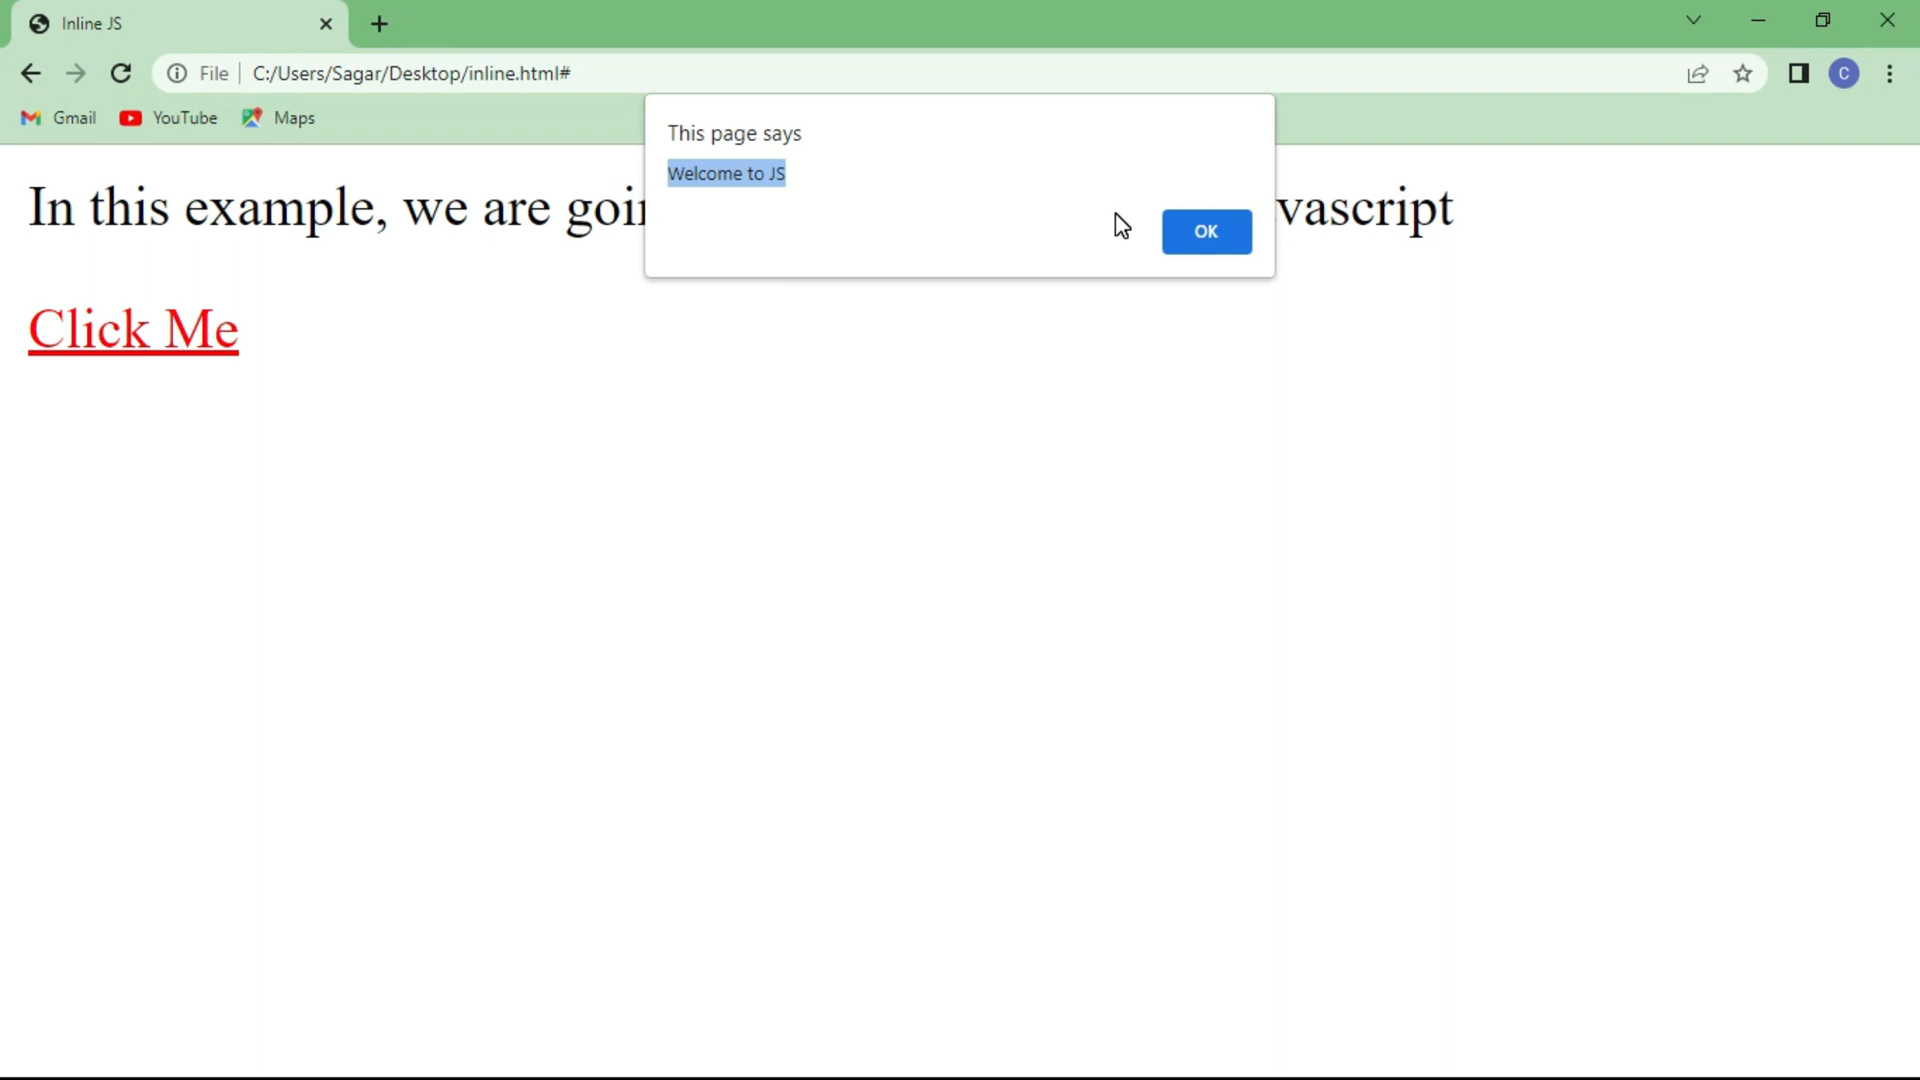 Inline JS
File C:/Users/Sagar/Desktop/inline.html#
C
Gmail YouTube Maps
This page says
Welcome to JS
OK
In this example, we are vascript
Click Me